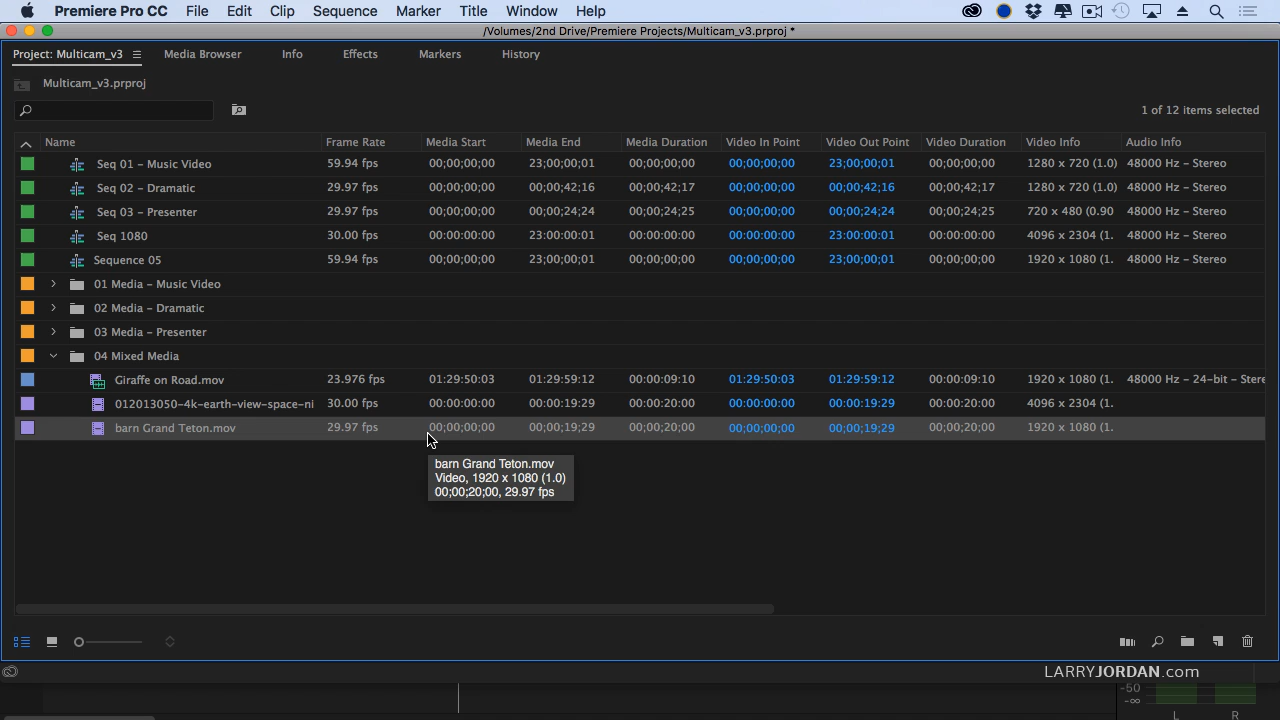 Premiere Pro CC File Edit Clip Sequence Marker Title Window Help
/Volumes/2nd Drive/Premiere Projects/Multicam_v3.prproj *
Project: Multicam_v3 Media Browser Info Effects Markers History
Multicam_v3.prproj
1 of 12 items selected
Name Frame Rate Media Start Media End Media Duration Video In Point Video Out Point Video Duration Video Info Audio Info
Seq 01 – Music Video 59.94 fps 00;00;00;00 23;00;00;01 00;00;00;00 00;00;00;00 23;00;00;01 00;00;00;00 1280 x 720 (1.0) 48000 Hz – Stereo
Seq 02 – Dramatic 29.97 fps 00;00;00;00 00;00;42;16 00;00;42;17 00;00;00;00 00;00;42;16 00;00;42;17 1280 x 720 (1.0) 48000 Hz – Stereo
Seq 03 – Presenter 29.97 fps 00;00;00;00 00;00;24;24 00;00;24;25 00;00;00;00 00;00;24;24 00;00;24;25 720 x 480 (0.90 48000 Hz – Stereo
Seq 1080 30.00 fps 00:00:00:00 23:00:00:01 00:00:00:00 00:00:00:00 23:00:00:01 00:00:00:00 4096 x 2304 (1. 48000 Hz – Stereo
Sequence 05 59.94 fps 00;00;00;00 23;00;00;01 00;00;00;00 00;00;00;00 23;00;00;01 00;00;00;00 1920 x 1080 (1. 48000 Hz – Stereo
01 Media – Music Video
02 Media – Dramatic
03 Media – Presenter
04 Mixed Media
Giraffe on Road.mov 23.976 fps 01:29:50:03 01:29:59:12 00:00:09:10 01:29:50:03 01:29:59:12 00:00:09:10 1920 x 1080 (1. 48000 Hz – 24-bit – Stere
012013050-4k-earth-view-space-ni 30.00 fps 00:00:00:00 00:00:19:29 00:00:20:00 00:00:00:00 00:00:19:29 00:00:20:00 4096 x 2304 (1.
barn Grand Teton.mov 29.97 fps 00;00;00;00 00;00;19;29 00;00;20;00 00;00;00;00 00;00;19;29 00;00;20;00 1920 x 1080 (1.
barn Grand Teton.mov
Video, 1920 x 1080 (1.0)
00;00;20;00, 29.97 fps
LARRYJORDAN.com
-50
-∞
L R